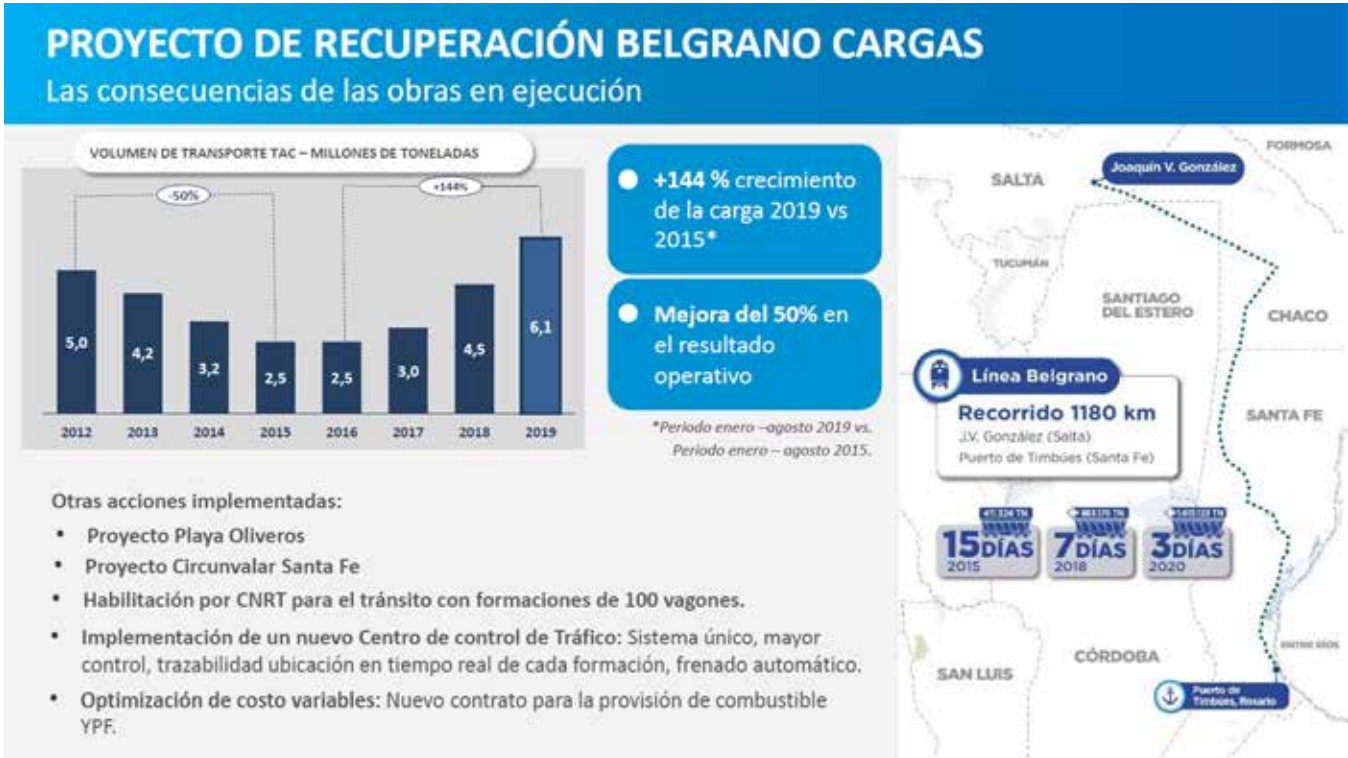 PROYECTO DE RECUPERACIÓN BELGRANO CARGAS
Las consecuencias de las obras en ejecución
VOLUMEN DE TRANSPORTE TAC – MILLONES DE TONELADAS
-50%
+144%
5,0
4,2
3,2
2,5
2,5
3,0
4,5
6,1
2012 2013 2014 2015 2016 2017 2018 2019
+144 % crecimiento
de la carga 2019 vs
2015*
Mejora del 50% en
el resultado
operativo
*Periodo enero –agosto 2019 vs.
Periodo enero – agosto 2015.
Otras acciones implementadas:
• Proyecto Playa Oliveros
• Proyecto Circunvalar Santa Fe
• Habilitación por CNRT para el tránsito con formaciones de 100 vagones.
• Implementación de un nuevo Centro de control de Tráfico: Sistema único, mayor
control, trazabilidad ubicación en tiempo real de cada formación, frenado automático.
• Optimización de costo variables: Nuevo contrato para la provisión de combustible
YPF.
FORMOSA
Joaquín V. González
SALTA
TUCUMÁN
SANTIAGO
DEL ESTERO
CHACO
Línea Belgrano
Recorrido 1180 km
J.V. González (Salta)
Puerto de Timbúes (Santa Fe)
SANTA FE
15 DÍAS
2015
7 DÍAS
2018
3 DÍAS
2020
ENTRE RÍOS
CÓRDOBA
SAN LUIS
Puerto de
Timbúes, Rosario